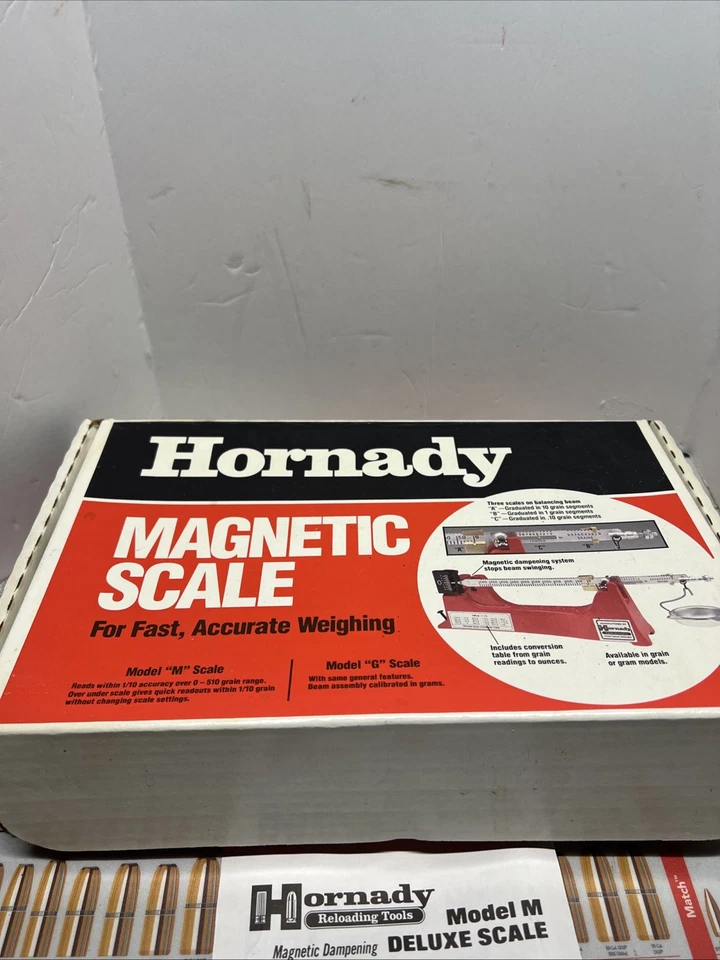 Hornady
MAGNETIC
SCALE
For Fast, Accurate Weighing
Model "M" Scale
Reads within 1/10 accuracy over 0 – 510 grain range.
Over under scale gives quick readouts within 1/10 grain
without changing scale settings.
Model "G" Scale
With same general features.
Beam assembly calibrated in grams.
Three scales on balancing beam
"A" — Graduated in 10 grain segments
"B" — Graduated in 1 grain segments
"C" — Graduated in .10 grain segments
"A"
"C"
"B"
Magnetic dampening system
stops beam swinging.
Hornady
Includes conversion
table from grain
readings to ounces.
Available in grain
or gram models.
Hornady
Reloading Tools
Model M
Magnetic Dampening
DELUXE SCALE
Match™